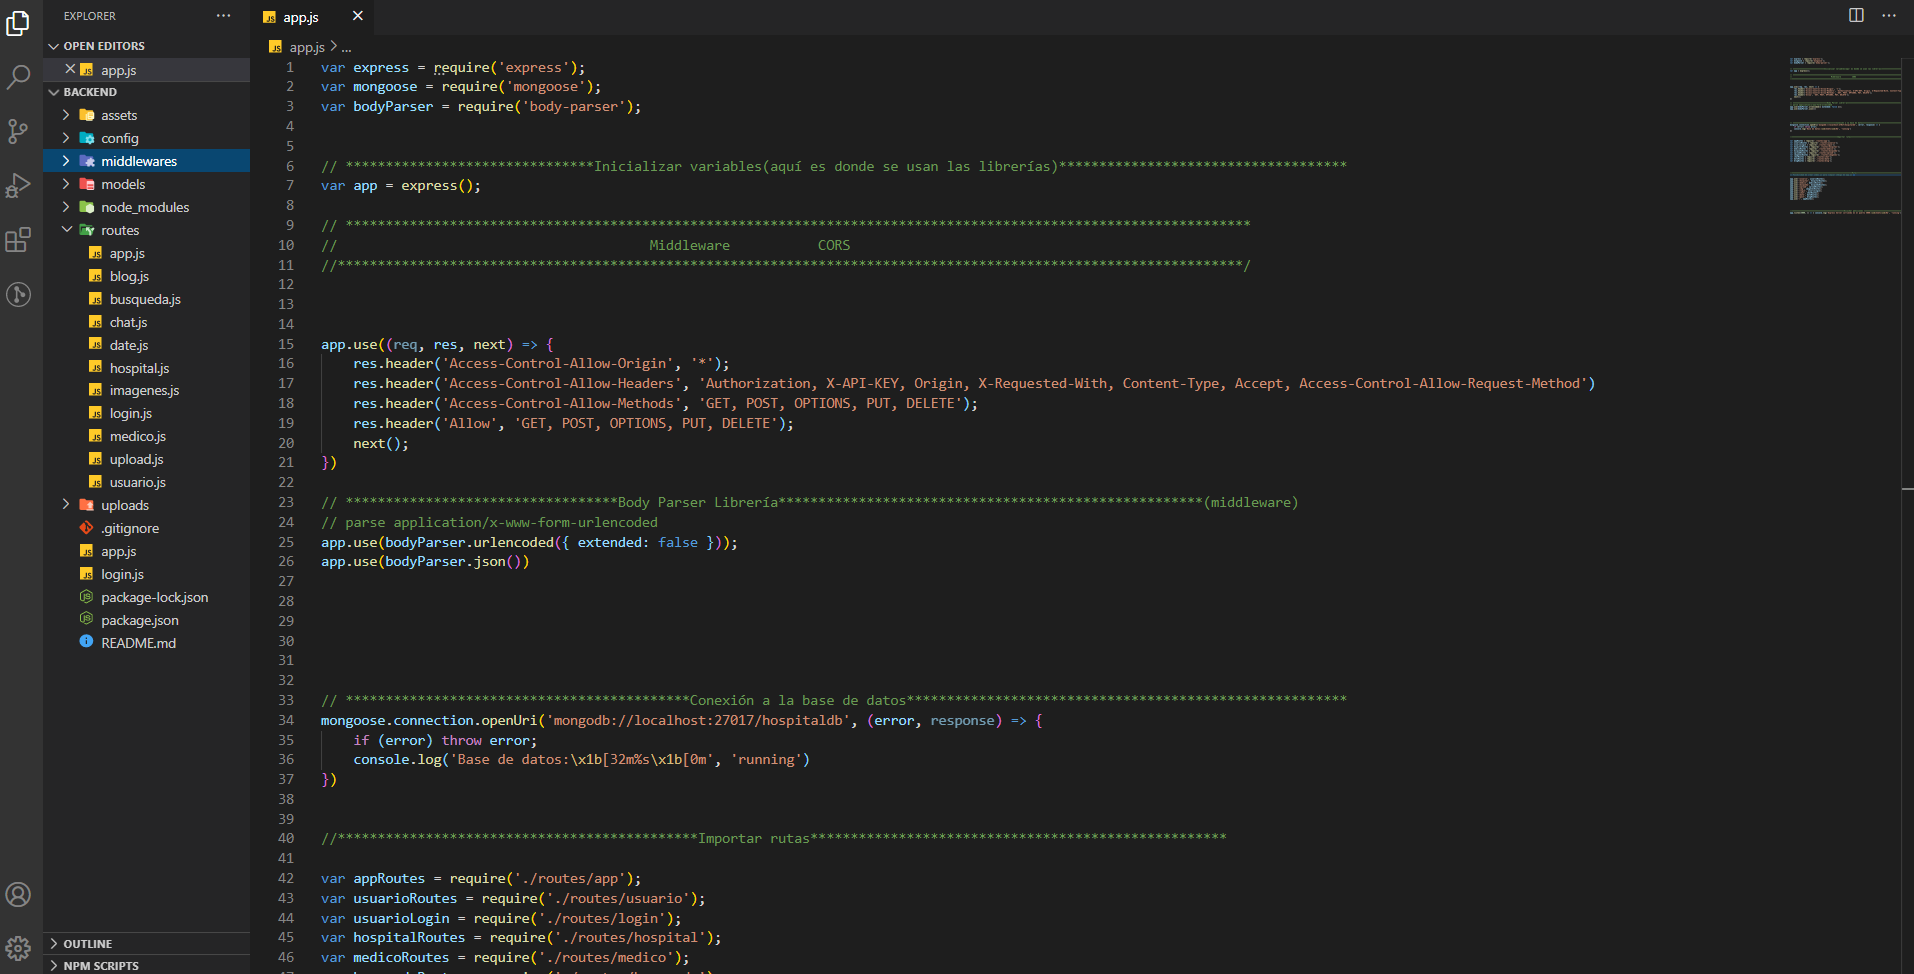 EXPLORER
OPEN EDITORS
app.js
BACKEND
assets
config
middlewares
models
node_modules
routes
app.js
blog.js
busqueda.js
chat.js
date.js
hospital.js
imagenes.js
login.js
medico.js
upload.js
usuario.js
uploads
.gitignore
app.js
login.js
package-lock.json
package.json
README.md
OUTLINE
NPM SCRIPTS
app.js
app.js > ...
1 var express = require('express');
2 var mongoose = require('mongoose');
3 var bodyParser = require('body-parser');
4
5
6 // *******************************Inicializar variables(aquí es donde se usan las librerías)************************************
7 var app = express();
8
9 // *****************************************************************************************************************
10 // Middleware CORS
11 //*****************************************************************************************************************/
12
13
14
15 app.use((req, res, next) => {
16 res.header('Access-Control-Allow-Origin', '*');
17 res.header('Access-Control-Allow-Headers', 'Authorization, X-API-KEY, Origin, X-Requested-With, Content-Type, Accept, Access-Control-Allow-Request-Method')
18 res.header('Access-Control-Allow-Methods', 'GET, POST, OPTIONS, PUT, DELETE');
19 res.header('Allow', 'GET, POST, OPTIONS, PUT, DELETE');
20 next();
21 })
22
23 // **********************************Body Parser Librería*****************************************************(middleware)
24 // parse application/x-www-form-urlencoded
25 app.use(bodyParser.urlencoded({ extended: false }));
26 app.use(bodyParser.json())
27
28
29
30
31
32
33 // *******************************************Conexión a la base de datos*******************************************************
34 mongoose.connection.openUri('mongodb://localhost:27017/hospitaldb', (error, response) => {
35 if (error) throw error;
36 console.log('Base de datos:\x1b[32m%s\x1b[0m', 'running')
37 })
38
39
40 //*********************************************Importar rutas****************************************************
41
42 var appRoutes = require('./routes/app');
43 var usuarioRoutes = require('./routes/usuario');
44 var usuarioLogin = require('./routes/login');
45 var hospitalRoutes = require('./routes/hospital');
46 var medicoRoutes = require('./routes/medico');